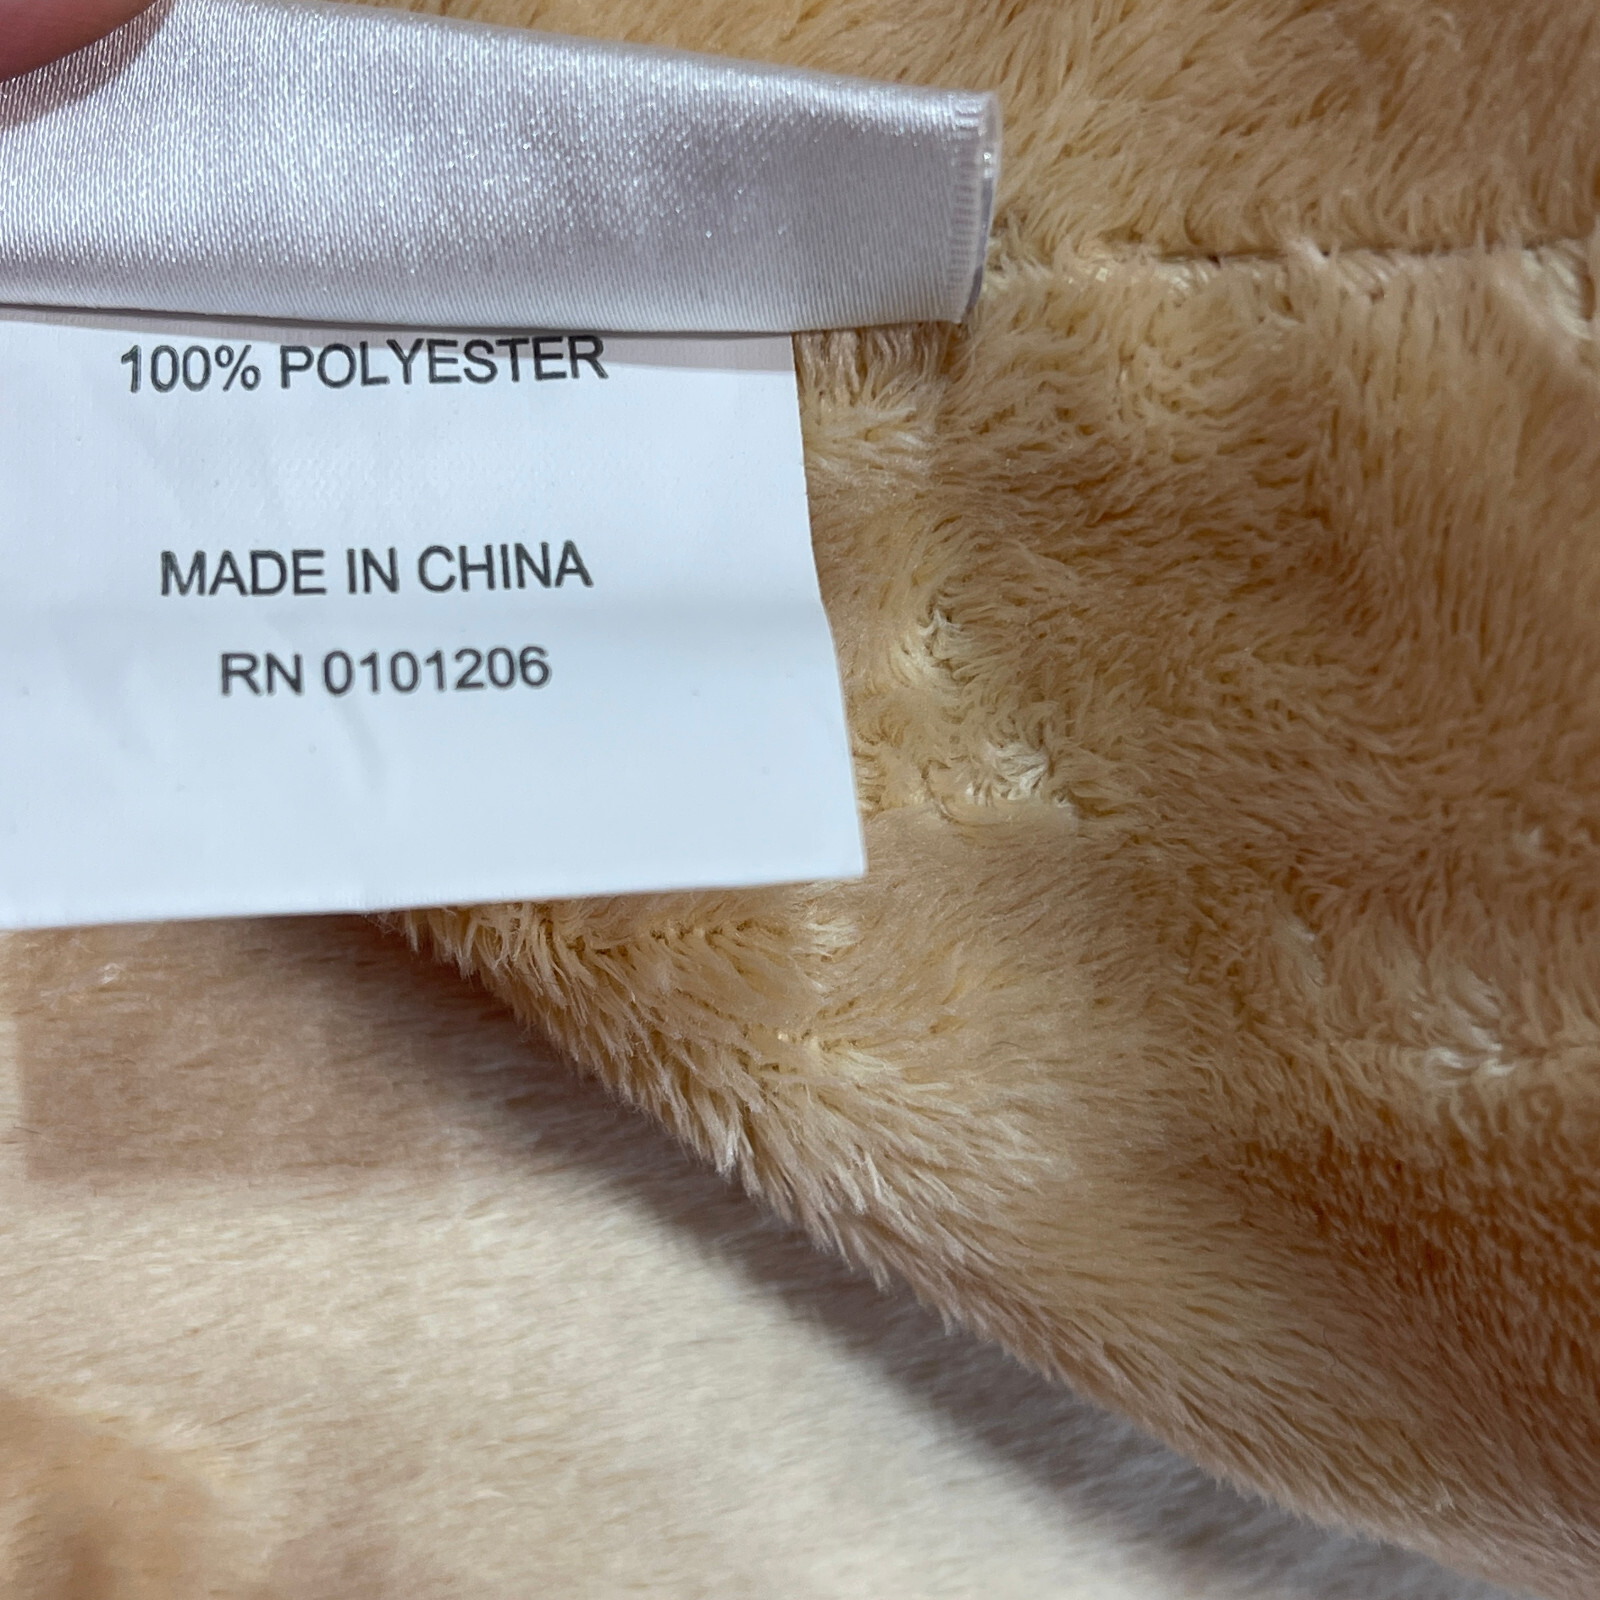 100% POLYESTER
MADE IN CHINA
RN 0101206